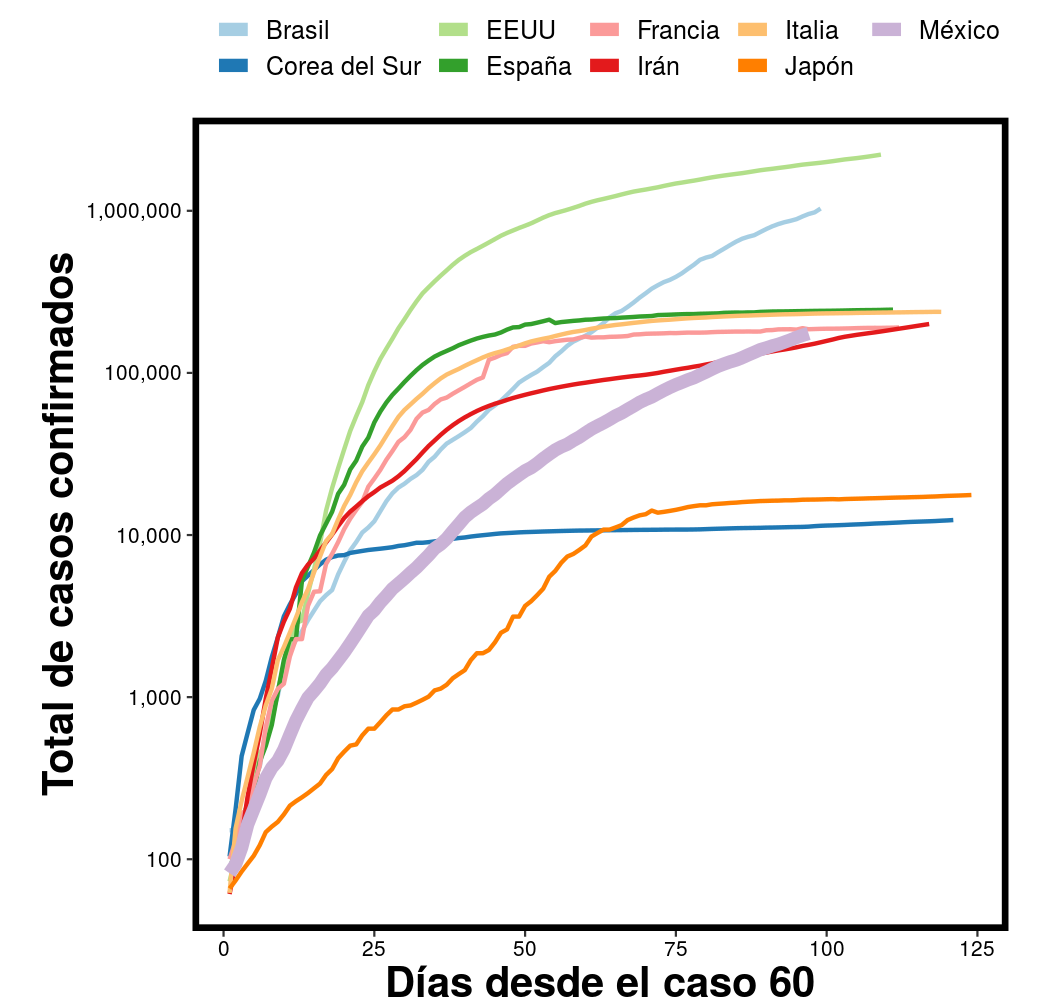 Brasil EEUU Francia Italia México
Corea del Sur España Irán Japón
Total de casos confirmados
1,000,000
100,000
10,000
1,000
100
0 25 50 75 100 125
Días desde el caso 60